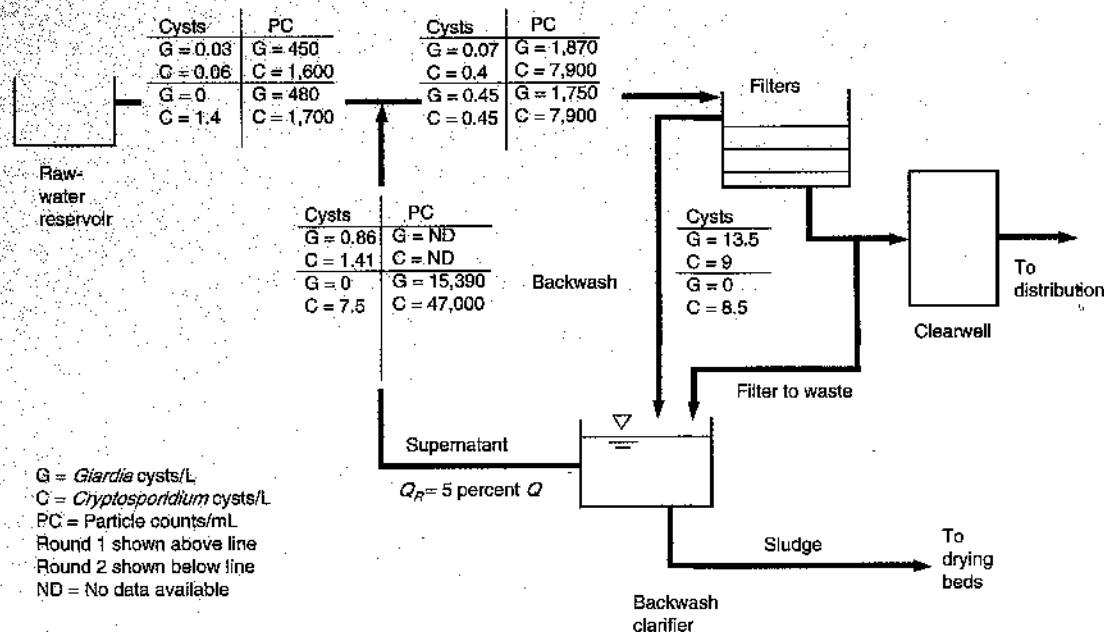 Cysts PC
G = 0.03 G = 450
C = 0.06 C = 1,600
G = 0 G = 480
C = 1.4 C = 1,700
Cysts PC
G = 0.07 G = 1,870
C = 0.4 C = 7,900
G = 0.45 G = 1,750
C = 0.45 C = 7,900
Filters
Raw-
water
reservoir
Cysts PC
G = 0.86 G = ND
C = 1.41 C = ND
G = 0 G = 15,390
C = 7.5 C = 47,000
Backwash
Cysts
G = 13.5
C = 9
G = 0
C = 8.5
To
distribution
Clearwell
Filter to waste
Supernatant
QR = 5 percent Q
G = Giardia cysts/L
C = Cryptosporidium cysts/L
PC = Particle counts/mL
Round 1 shown above line
Round 2 shown below line
ND = No data available
Sludge
To
drying
beds
Backwash
clarifier